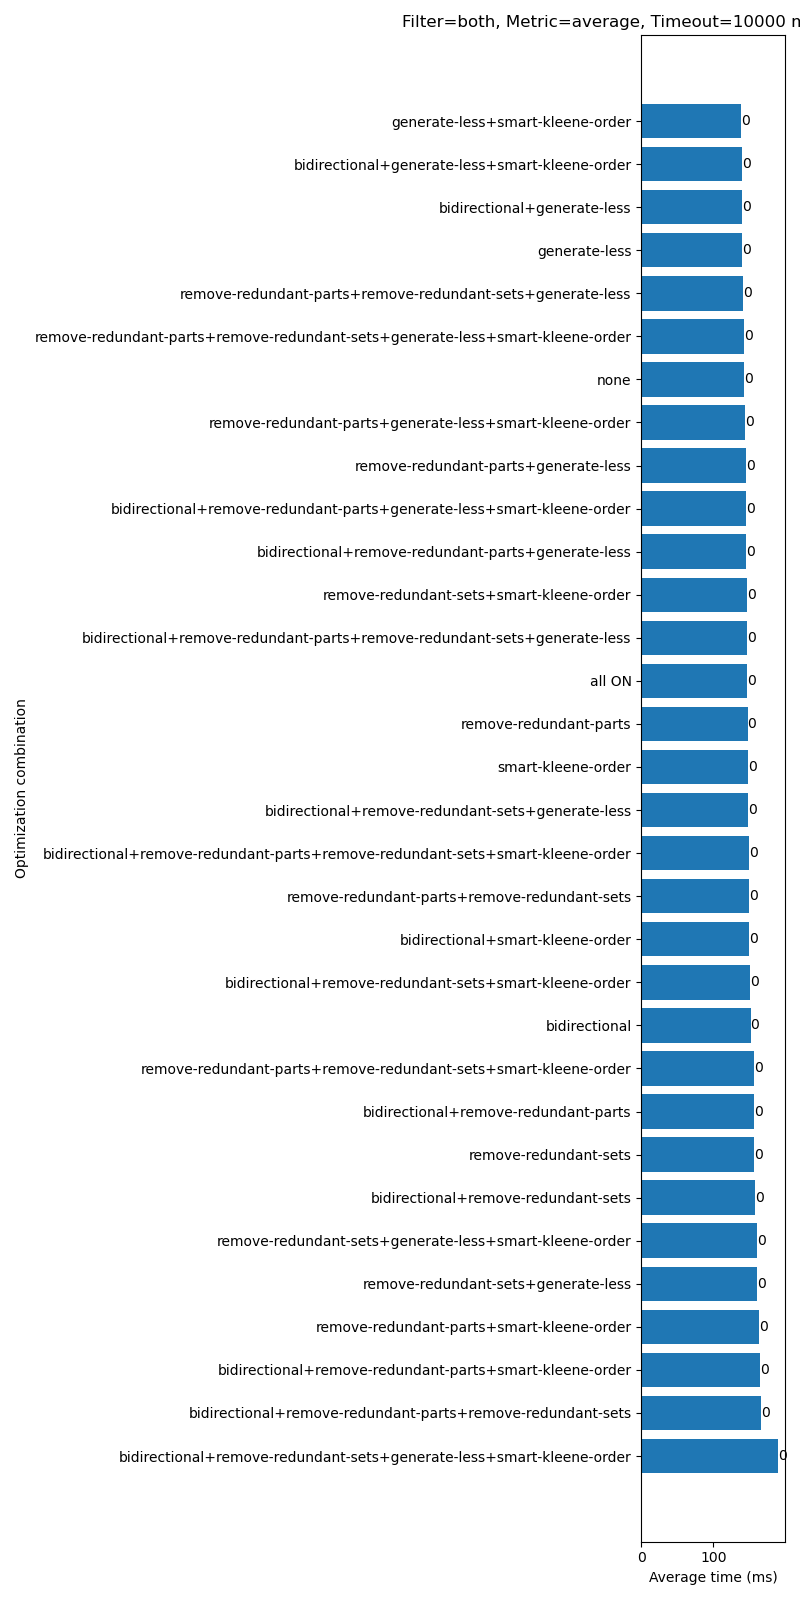 Filter=both, Metric=average, Timeout=10000 m
generate-less+smart-kleene-order 0
bidirectional+generate-less+smart-kleene-order 0
bidirectional+generate-less 0
generate-less 0
remove-redundant-parts+remove-redundant-sets+generate-less 0
remove-redundant-parts+remove-redundant-sets+generate-less+smart-kleene-order 0
none 0
remove-redundant-parts+generate-less+smart-kleene-order 0
remove-redundant-parts+generate-less 0
bidirectional+remove-redundant-parts+generate-less+smart-kleene-order 0
bidirectional+remove-redundant-parts+generate-less 0
remove-redundant-sets+smart-kleene-order 0
bidirectional+remove-redundant-parts+remove-redundant-sets+generate-less 0
all ON 0
remove-redundant-parts 0
smart-kleene-order 0
bidirectional+remove-redundant-sets+generate-less 0
bidirectional+remove-redundant-parts+remove-redundant-sets+smart-kleene-order 0
remove-redundant-parts+remove-redundant-sets 0
bidirectional+smart-kleene-order 0
bidirectional+remove-redundant-sets+smart-kleene-order 0
bidirectional 0
remove-redundant-parts+remove-redundant-sets+smart-kleene-order 0
bidirectional+remove-redundant-parts 0
remove-redundant-sets 0
bidirectional+remove-redundant-sets 0
remove-redundant-sets+generate-less+smart-kleene-order 0
remove-redundant-sets+generate-less 0
remove-redundant-parts+smart-kleene-order 0
bidirectional+remove-redundant-parts+smart-kleene-order 0
bidirectional+remove-redundant-parts+remove-redundant-sets 0
bidirectional+remove-redundant-sets+generate-less+smart-kleene-order 0
Optimization combination
0 100
Average time (ms)